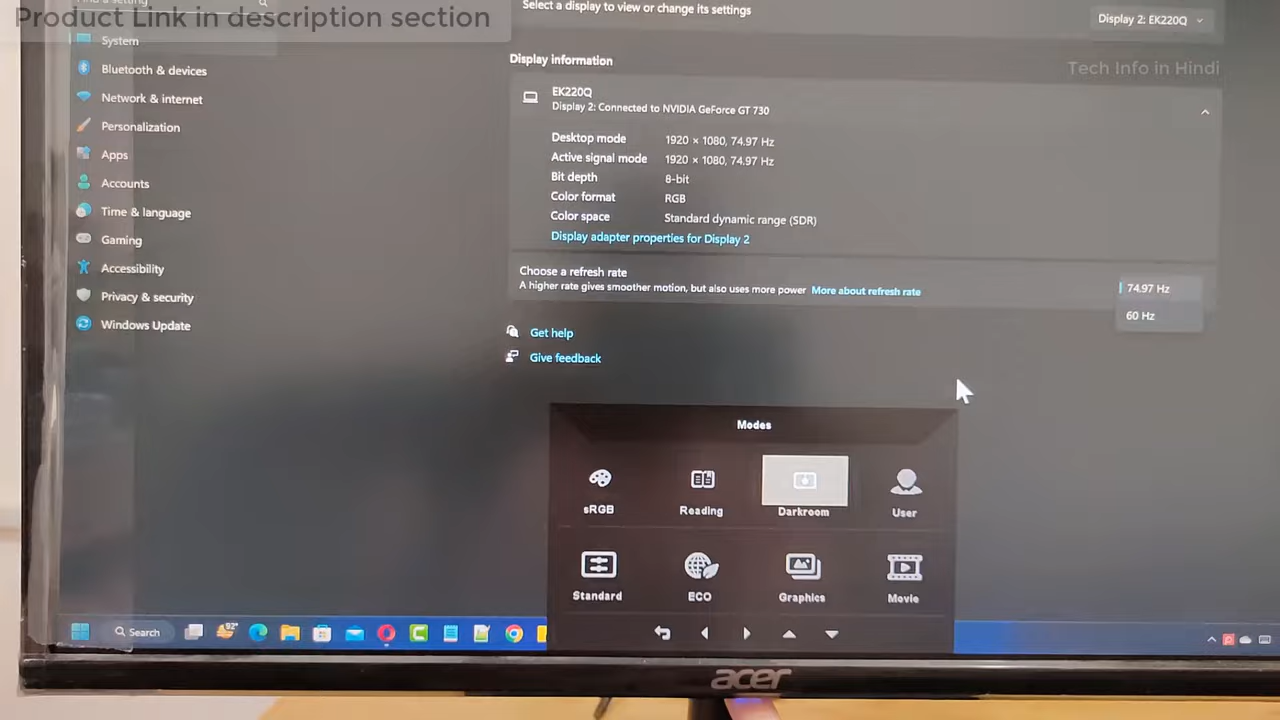 Find a setting
Product Link in description section
System
Bluetooth & devices
Network & internet
Personalization
Apps
Accounts
Time & language
Gaming
Accessibility
Privacy & security
Windows Update
Select a display to view or change its settings
Display 2: EK220Q
Display information
Tech Info in Hindi
EK220Q
Display 2: Connected to NVIDIA GeForce GT 730
Desktop mode 1920 × 1080, 74.97 Hz
Active signal mode 1920 × 1080, 74.97 Hz
Bit depth 8-bit
Color format RGB
Color space Standard dynamic range (SDR)
Display adapter properties for Display 2
Choose a refresh rate
A higher rate gives smoother motion, but also uses more power More about refresh rate
74.97 Hz
60 Hz
Get help
Give feedback
Modes
sRGB Reading Darkroom User
Standard ECO Graphics Movie
Search
92°
acer